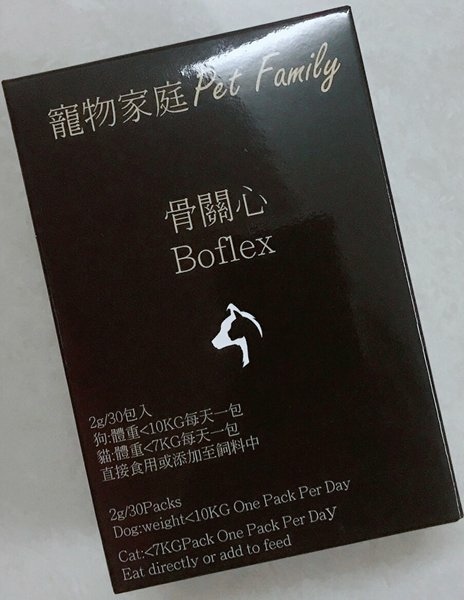 寵物家庭 Pet Family
骨關心
Boflex
2g/30包入
狗:體重<10KG每天一包
貓:體重<7KG每天一包
直接食用或添加至飼料中
2g/30Packs
Dog:weight<10KG One Pack Per Day
Cat:<7KGPack One Pack Per Day
Eat directly or add to feed